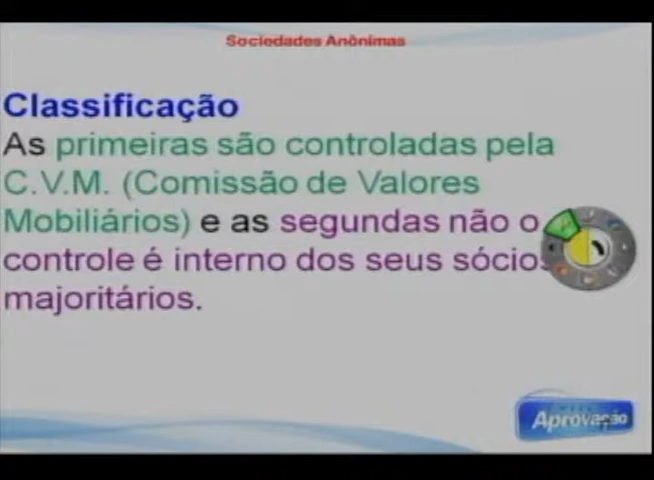 Sociedades Anônimas
Classificação
As primeiras são controladas pela
C.V.M. (Comissão de Valores
Mobiliários) e as segundas não o
controle é interno dos seus sócios
majoritários.
Aprovação